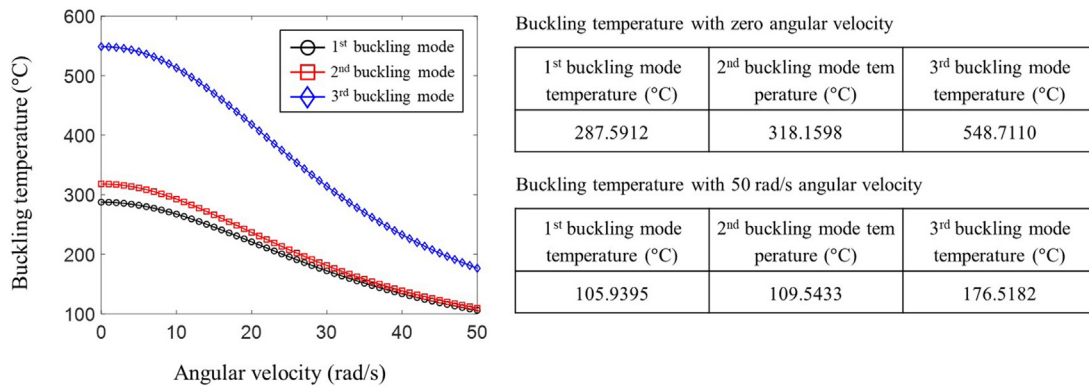 Buckling temperature (°C)
600
500
400
300
200
100
0
10
20
30
40
50
Angular velocity (rad/s)
1st buckling mode
2nd buckling mode
3rd buckling mode
Buckling temperature with zero angular velocity
1st buckling mode 2nd buckling mode tem 3rd buckling mode
temperature (°C) perature (°C) temperature (°C)
287.5912 318.1598 548.7110
Buckling temperature with 50 rad/s angular velocity
1st buckling mode 2nd buckling mode tem 3rd buckling mode
temperature (°C) perature (°C) temperature (°C)
105.9395 109.5433 176.5182